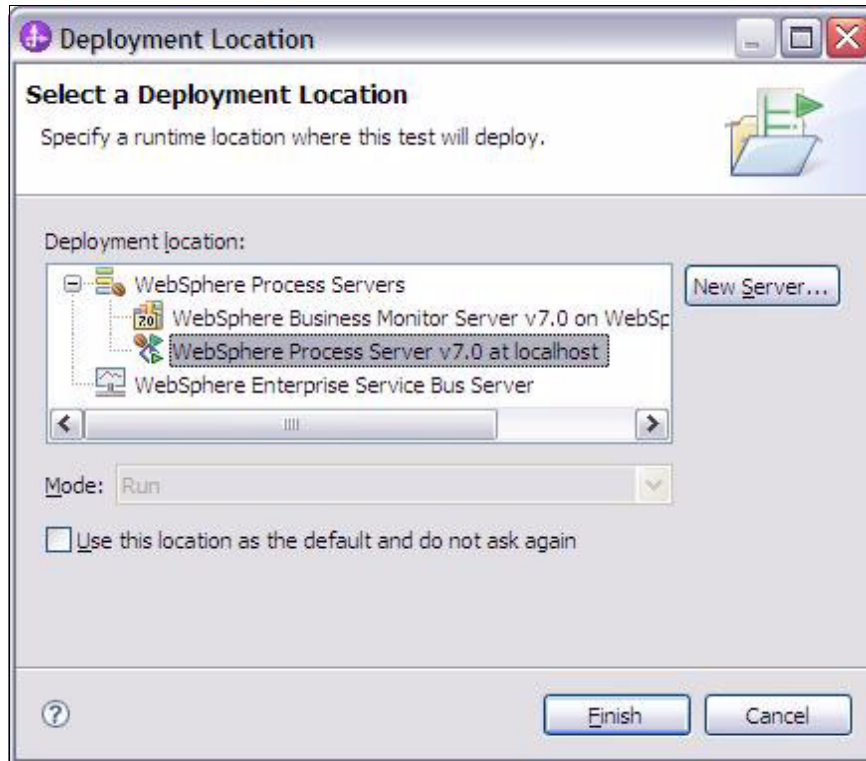 Deployment Location
Select a Deployment Location
Specify a runtime location where this test will deploy.
Deployment location:
WebSphere Process Servers
New Server...
7.0 WebSphere Business Monitor Server v7.0 on WebSp
WebSphere Process Server v7.0 at localhost
WebSphere Enterprise Service Bus Server
Mode: Run
Use this location as the default and do not ask again
? Finish Cancel